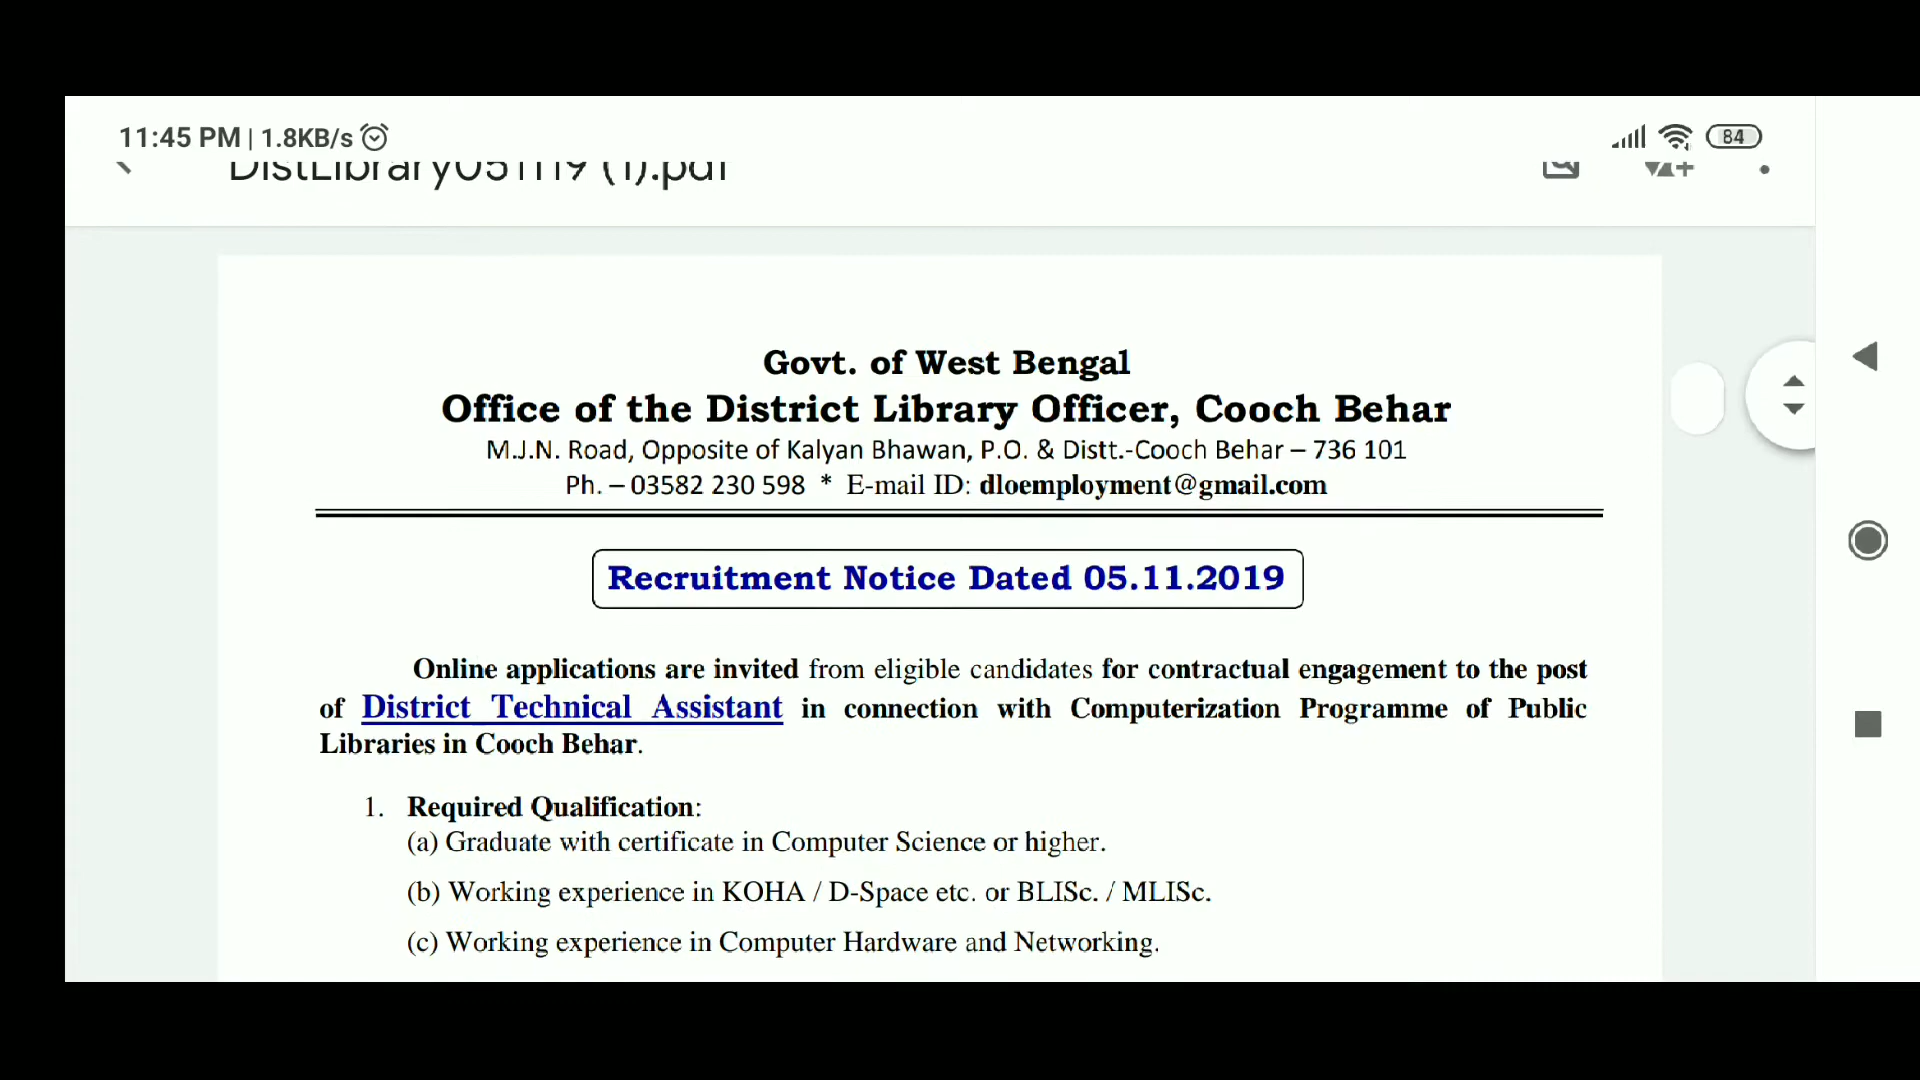 11:45 PM | 1.8KB/s
84
DistLibrary051119 (1).pdf
Govt. of West Bengal
Office of the District Library Officer, Cooch Behar
M.J.N. Road, Opposite of Kalyan Bhawan, P.O. & Distt.-Cooch Behar – 736 101
Ph. – 03582 230 598 * E-mail ID: dloemployment@gmail.com
Recruitment Notice Dated 05.11.2019
Online applications are invited from eligible candidates for contractual engagement to the post
of District Technical Assistant in connection with Computerization Programme of Public
Libraries in Cooch Behar.
1. Required Qualification:
(a) Graduate with certificate in Computer Science or higher.
(b) Working experience in KOHA / D-Space etc. or BLISc. / MLISc.
(c) Working experience in Computer Hardware and Networking.